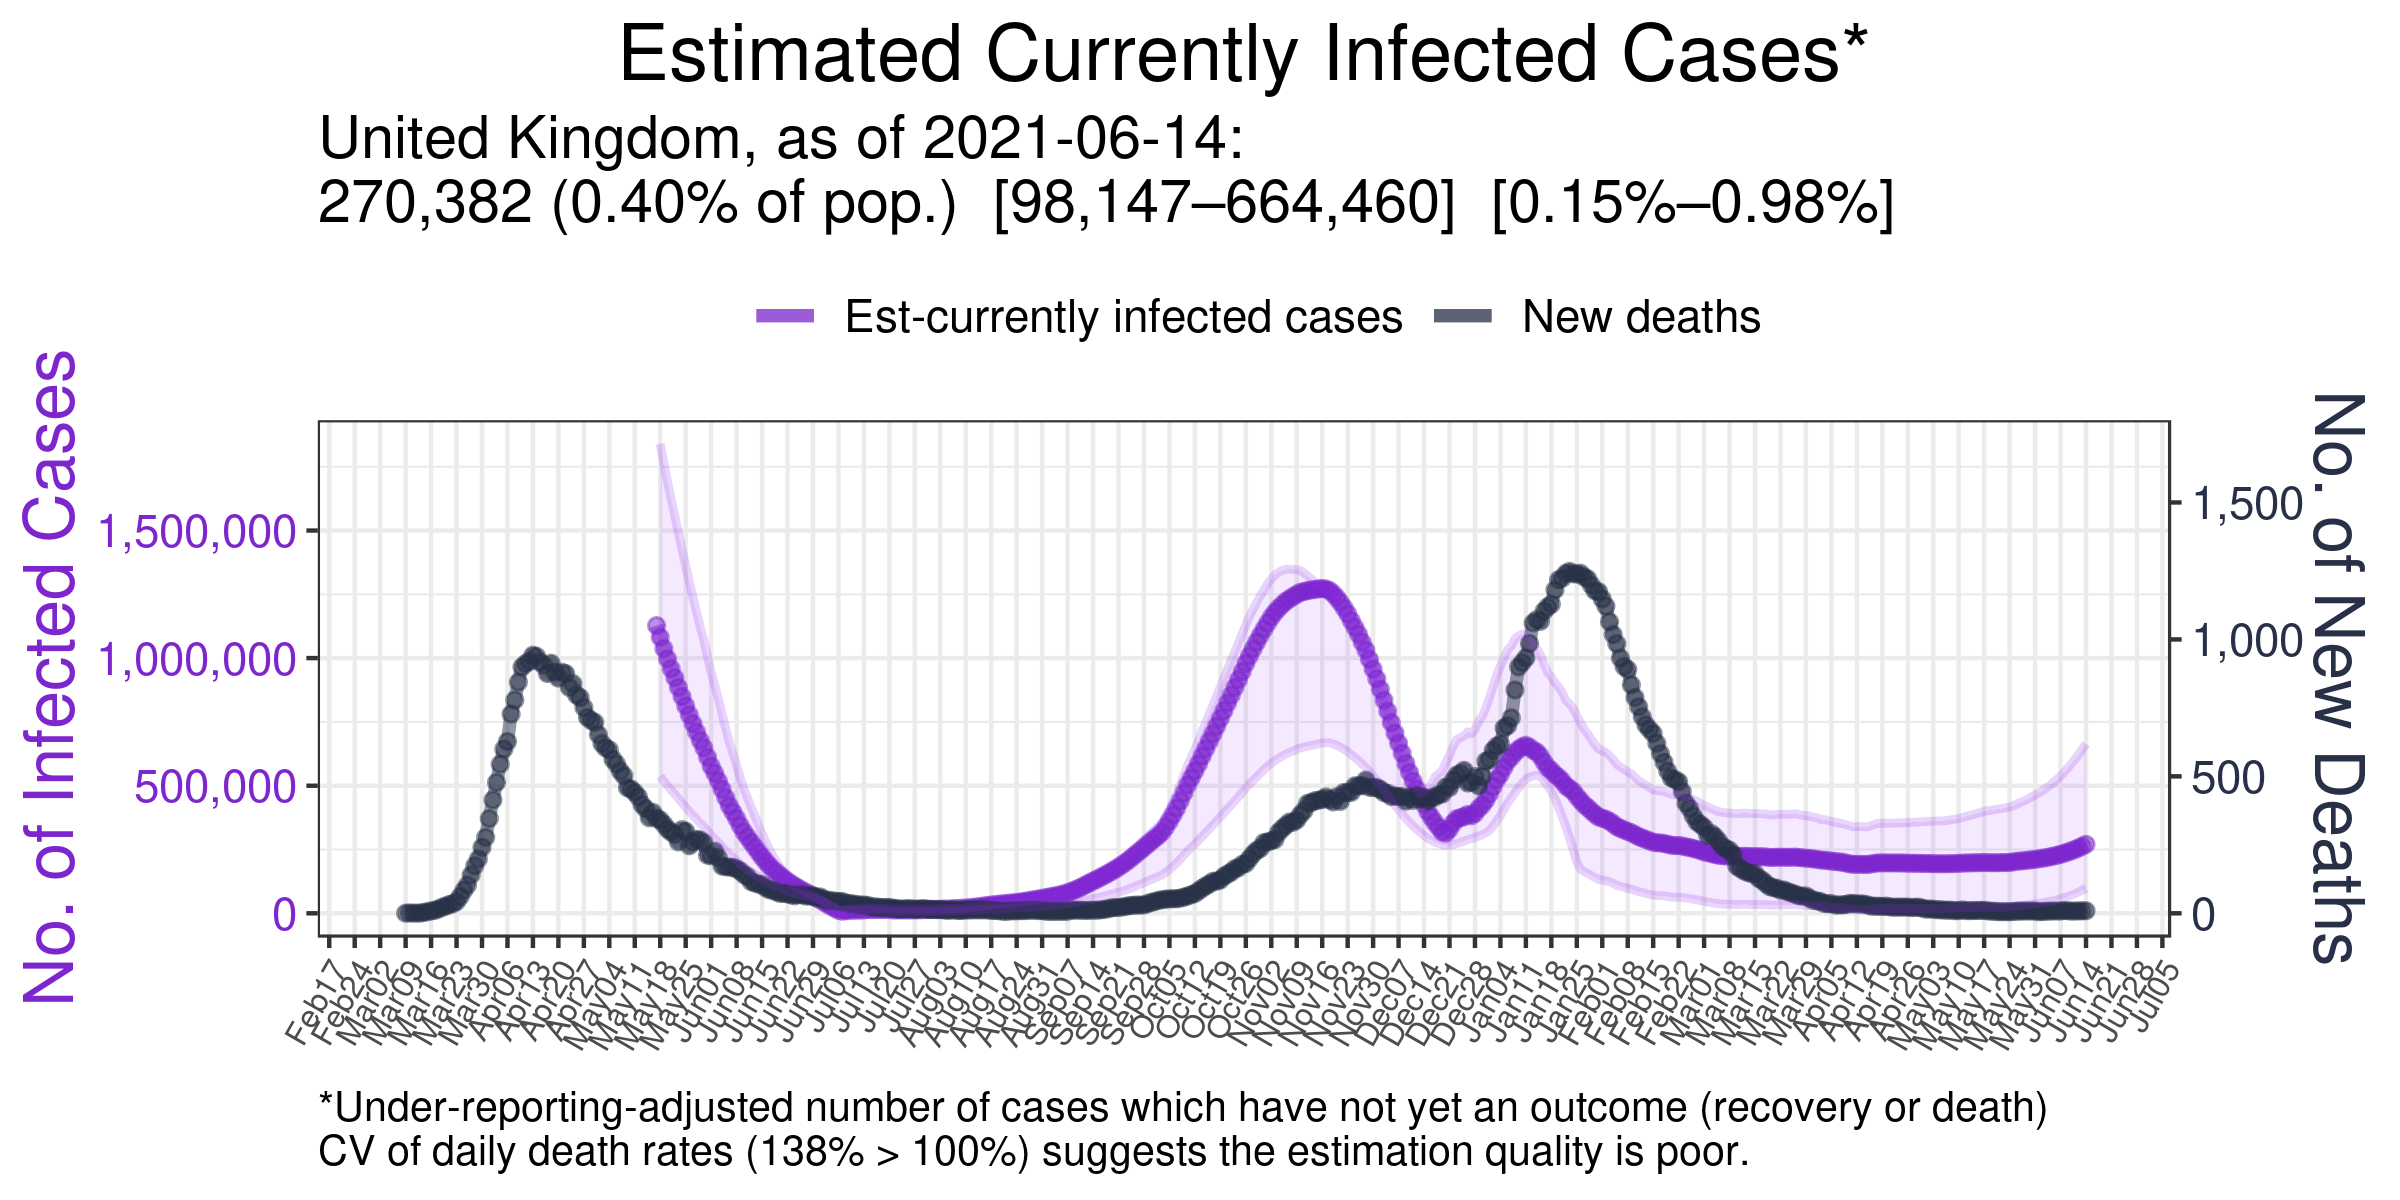 Estimated Currently Infected Cases*
United Kingdom, as of 2021-06-14:
270,382 (0.40% of pop.) [98,147–664,460] [0.15%–0.98%]
Est-currently infected cases
New deaths
No. of Infected Cases
1,500,000
1,000,000
500,000
0
1,500
1,000
500
0
No. of New Deaths
Feb17
Feb24
Mar02
Mar09
Mar16
Mar23
Mar30
Apr06
Apr13
Apr20
Apr27
May04
May11
May18
May25
Jun01
Jun08
Jun15
Jun22
Jun29
Jul06
Jul13
Jul20
Jul27
Aug03
Aug10
Aug17
Aug24
Aug31
Sep07
Sep14
Sep21
Sep28
Oct05
Oct12
Oct19
Oct26
Nov02
Nov09
Nov16
Nov23
Nov30
Dec07
Dec14
Dec21
Dec28
Jan04
Jan11
Jan18
Jan25
Feb01
Feb08
Feb15
Feb22
Mar01
Mar08
Mar15
Mar22
Mar29
Apr05
Apr12
Apr19
Apr26
May03
May10
May17
May24
May31
Jun07
Jun14
Jun21
Jun28
Jul05
*Under-reporting-adjusted number of cases which have not yet an outcome (recovery or death)
CV of daily death rates (138% > 100%) suggests the estimation quality is poor.